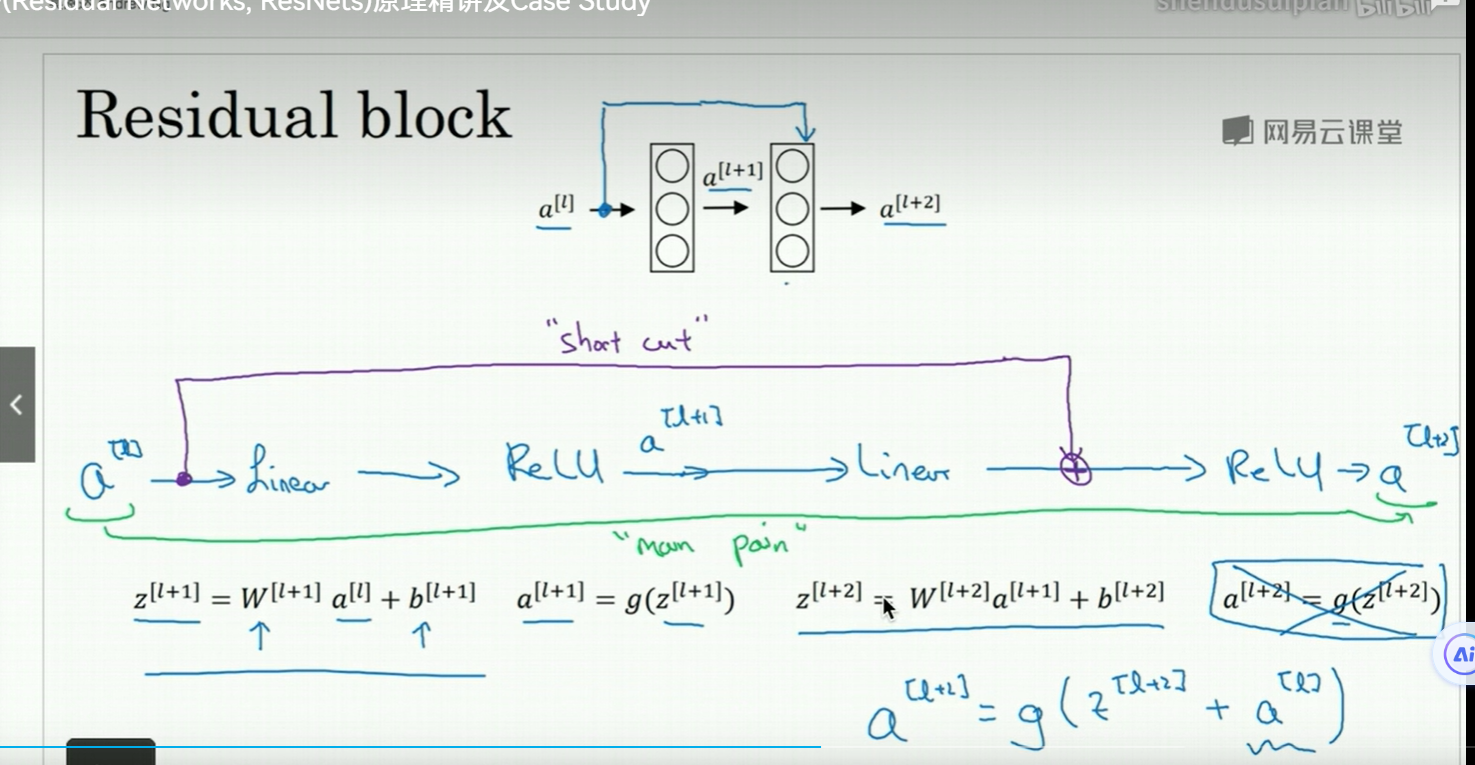 (Residual Networks, ResNets)原理精讲及Case Study
bilibili
Residual block
网易云课堂
a^[l] a^[l+1] a^[l+2]
"short cut"
a^[l] → Linear → ReLU a^[l+1] → Linear → ⊕ → ReLU → a^[l+2]
"main path"
z^[l+1] = W^[l+1] a^[l] + b^[l+1] a^[l+1] = g(z^[l+1]) z^[l+2] = W^[l+2]a^[l+1] + b^[l+2] a^[l+2] = g(z^[l+2])
Ai
a^[l+2] = g(z^[l+2] + a^[l])